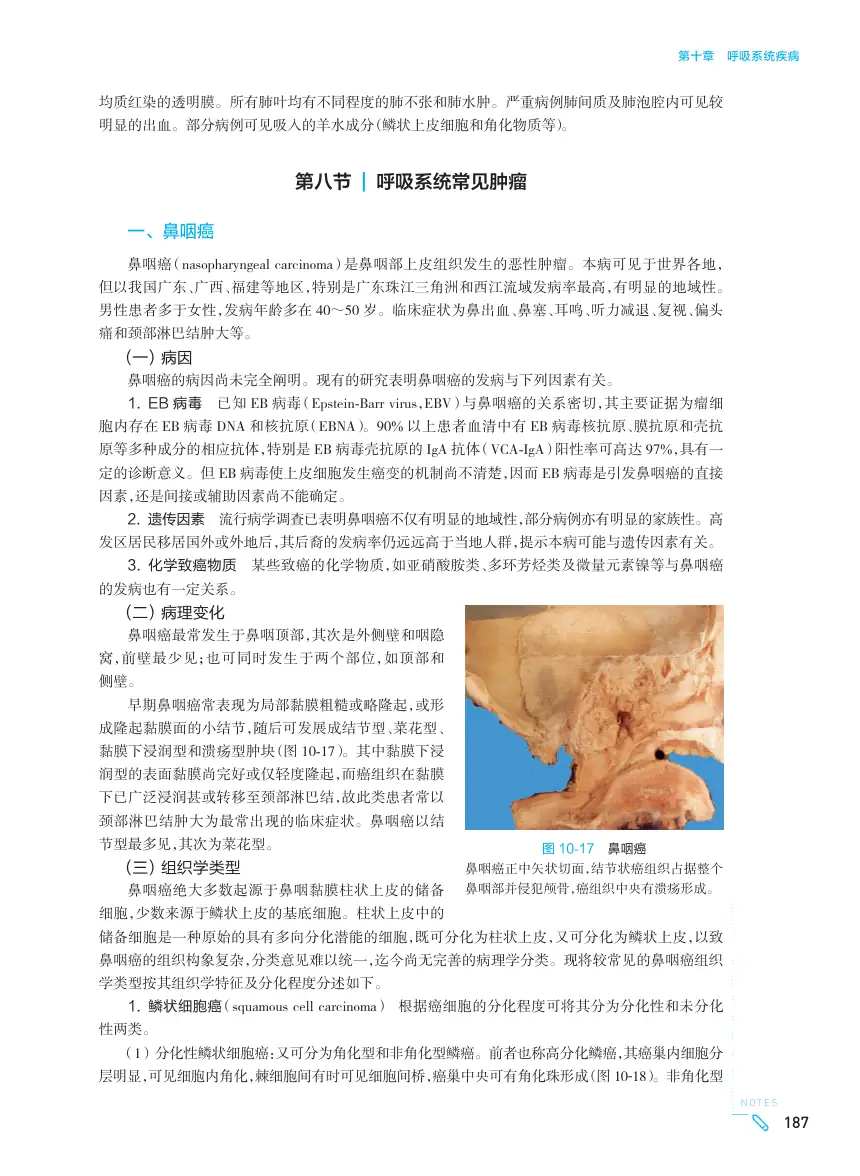 第十章 呼吸系统疾病
均质红染的透明膜。所有肺叶均有不同程度的肺不张和肺水肿。严重病例肺间质及肺泡腔内可见较
明显的出血。部分病例可见吸入的羊水成分(鳞状上皮细胞和角化物质等)。
第八节 | 呼吸系统常见肿瘤
一、鼻咽癌
鼻咽癌(nasopharyngeal carcinoma)是鼻咽部上皮组织发生的恶性肿瘤。本病可见于世界各地,
但以我国广东、广西、福建等地区,特别是广东珠江三角洲和西江流域发病率最高,有明显的地域性。
男性患者多于女性,发病年龄多在 40～50 岁。临床症状为鼻出血、鼻塞、耳鸣、听力减退、复视、偏头
痛和颈部淋巴结肿大等。
(一)病因
鼻咽癌的病因尚未完全阐明。现有的研究表明鼻咽癌的发病与下列因素有关。
1. EB 病毒 已知 EB 病毒(Epstein-Barr virus,EBV)与鼻咽癌的关系密切,其主要证据为瘤细
胞内存在 EB 病毒 DNA 和核抗原(EBNA)。90% 以上患者血清中有 EB 病毒核抗原、膜抗原和壳抗
原等多种成分的相应抗体,特别是 EB 病毒壳抗原的 IgA 抗体(VCA-IgA)阳性率可高达 97%,具有一
定的诊断意义。但 EB 病毒使上皮细胞发生癌变的机制尚不清楚,因而 EB 病毒是引发鼻咽癌的直接
因素,还是间接或辅助因素尚不能确定。
2. 遗传因素 流行病学调查已表明鼻咽癌不仅有明显的地域性,部分病例亦有明显的家族性。高
发区居民移居国外或外地后,其后裔的发病率仍远远高于当地人群,提示本病可能与遗传因素有关。
3. 化学致癌物质 某些致癌的化学物质,如亚硝酸胺类、多环芳烃类及微量元素镍等与鼻咽癌
的发病也有一定关系。
(二)病理变化
鼻咽癌最常发生于鼻咽顶部,其次是外侧壁和咽隐
窝,前壁最少见;也可同时发生于两个部位,如顶部和
侧壁。
早期鼻咽癌常表现为局部黏膜粗糙或略隆起,或形
成隆起黏膜面的小结节,随后可发展成结节型、菜花型、
黏膜下浸润型和溃疡型肿块(图 10-17)。其中黏膜下浸
润型的表面黏膜尚完好或仅轻度隆起,而癌组织在黏膜
下已广泛浸润甚或转移至颈部淋巴结,故此类患者常以
颈部淋巴结肿大为最常出现的临床症状。鼻咽癌以结
节型最多见,其次为菜花型。
图 10-17 鼻咽癌
鼻咽癌正中矢状切面,结节状癌组织占据整个
鼻咽部并侵犯颅骨,癌组织中央有溃疡形成。
(三)组织学类型
鼻咽癌绝大多数起源于鼻咽黏膜柱状上皮的储备
细胞,少数来源于鳞状上皮的基底细胞。柱状上皮中的
储备细胞是一种原始的具有多向分化潜能的细胞,既可分化为柱状上皮,又可分化为鳞状上皮,以致
鼻咽癌的组织构象复杂,分类意见难以统一,迄今尚无完善的病理学分类。现将较常见的鼻咽癌组织
学类型按其组织学特征及分化程度分述如下。
1. 鳞状细胞癌(squamous cell carcinoma) 根据癌细胞的分化程度可将其分为分化性和未分化
性两类。
(1)分化性鳞状细胞癌:又可分为角化型和非角化型鳞癌。前者也称高分化鳞癌,其癌巢内细胞分
层明显,可见细胞内角化,棘细胞间有时可见细胞间桥,癌巢中央可有角化珠形成(图 10-18)。非角化型
NOTES
187